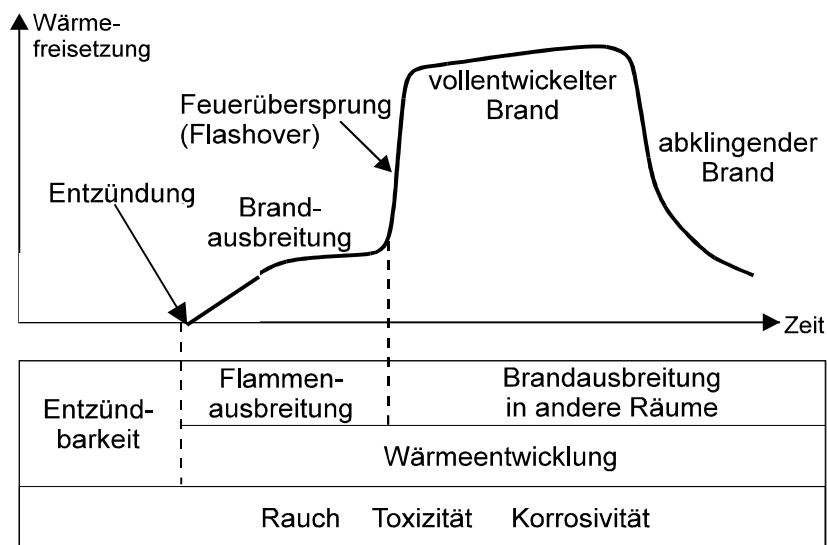 Wärme-
freisetzung
Feuerübersprung
(Flashover)
vollentwickelter
Brand
abklingender
Brand
Entzündung
Brand-
ausbreitung
Zeit
Entzünd-
barkeit
Flammen-
ausbreitung
Brandausbreitung
in andere Räume
Wärmeentwicklung
Rauch Toxizität Korrosivität